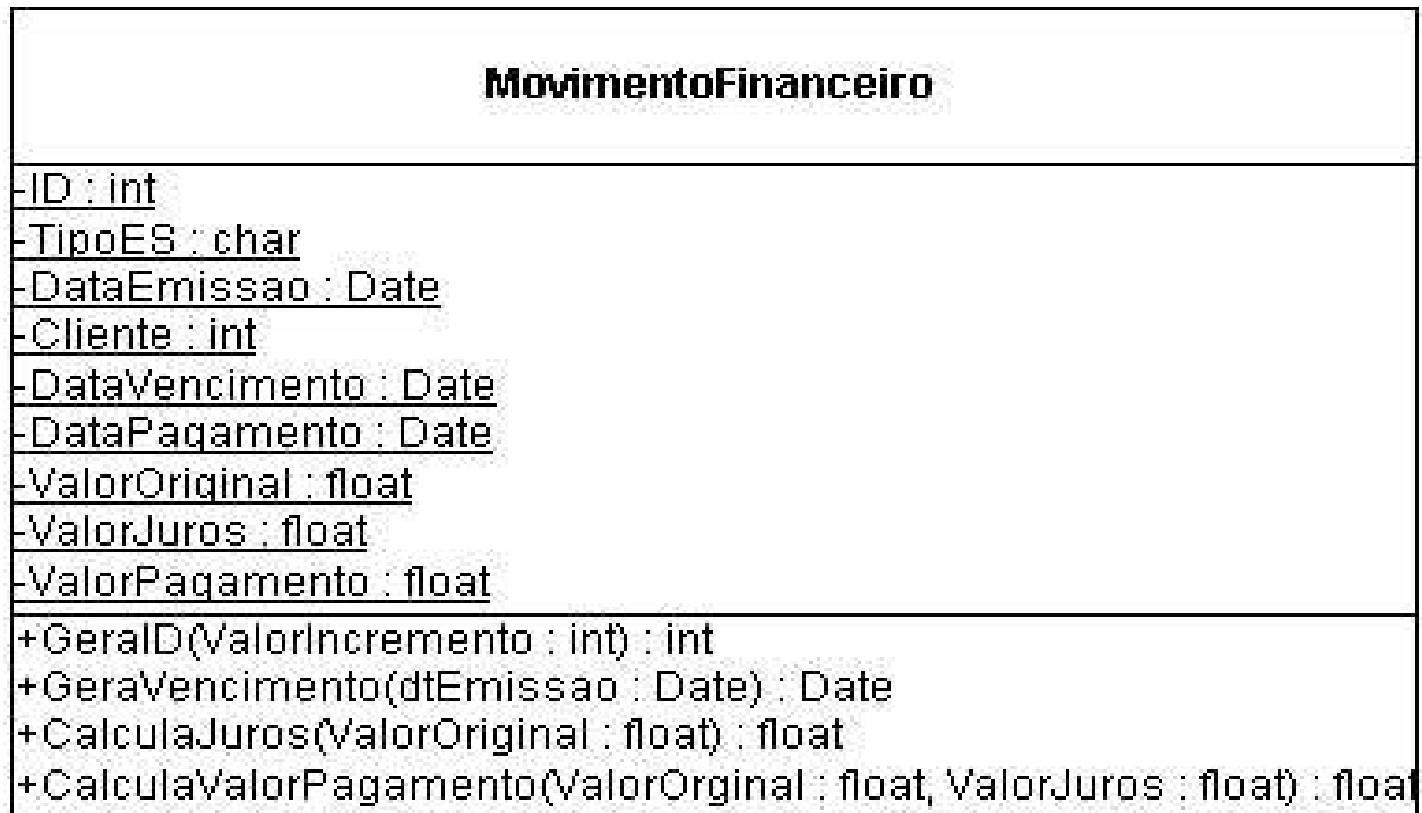 MovimentoFinanceiro
-ID : int
-TipoES : char
-DataEmissao : Date
-Cliente : int
-DataVencimento : Date
-DataPagamento : Date
-ValorOriginal : float
-ValorJuros : float
-ValorPagamento : float
+GeraID(ValorIncremento : int) : int
+GeraVencimento(dtEmissao : Date) : Date
+CalculaJuros(ValorOriginal : float) : float
+CalculaValorPagamento(ValorOrginal : float, ValorJuros : float) : float